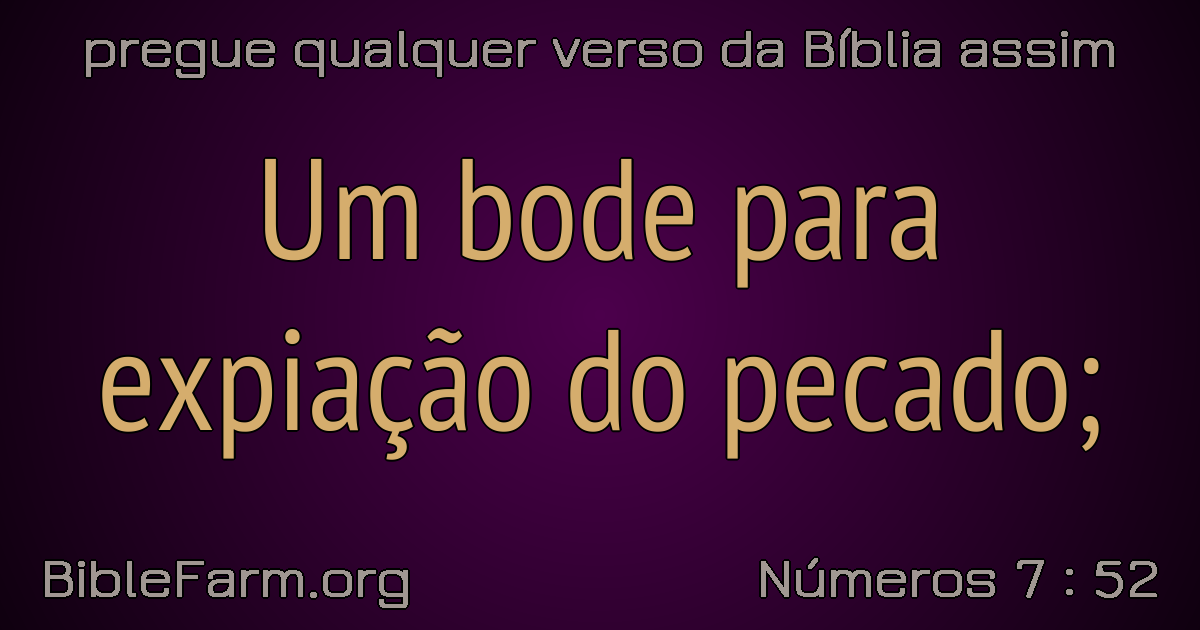 pregue qualquer verso da Bíblia assim
Um bode para
expiação do pecado;
BibleFarm.org
Números 7 : 52